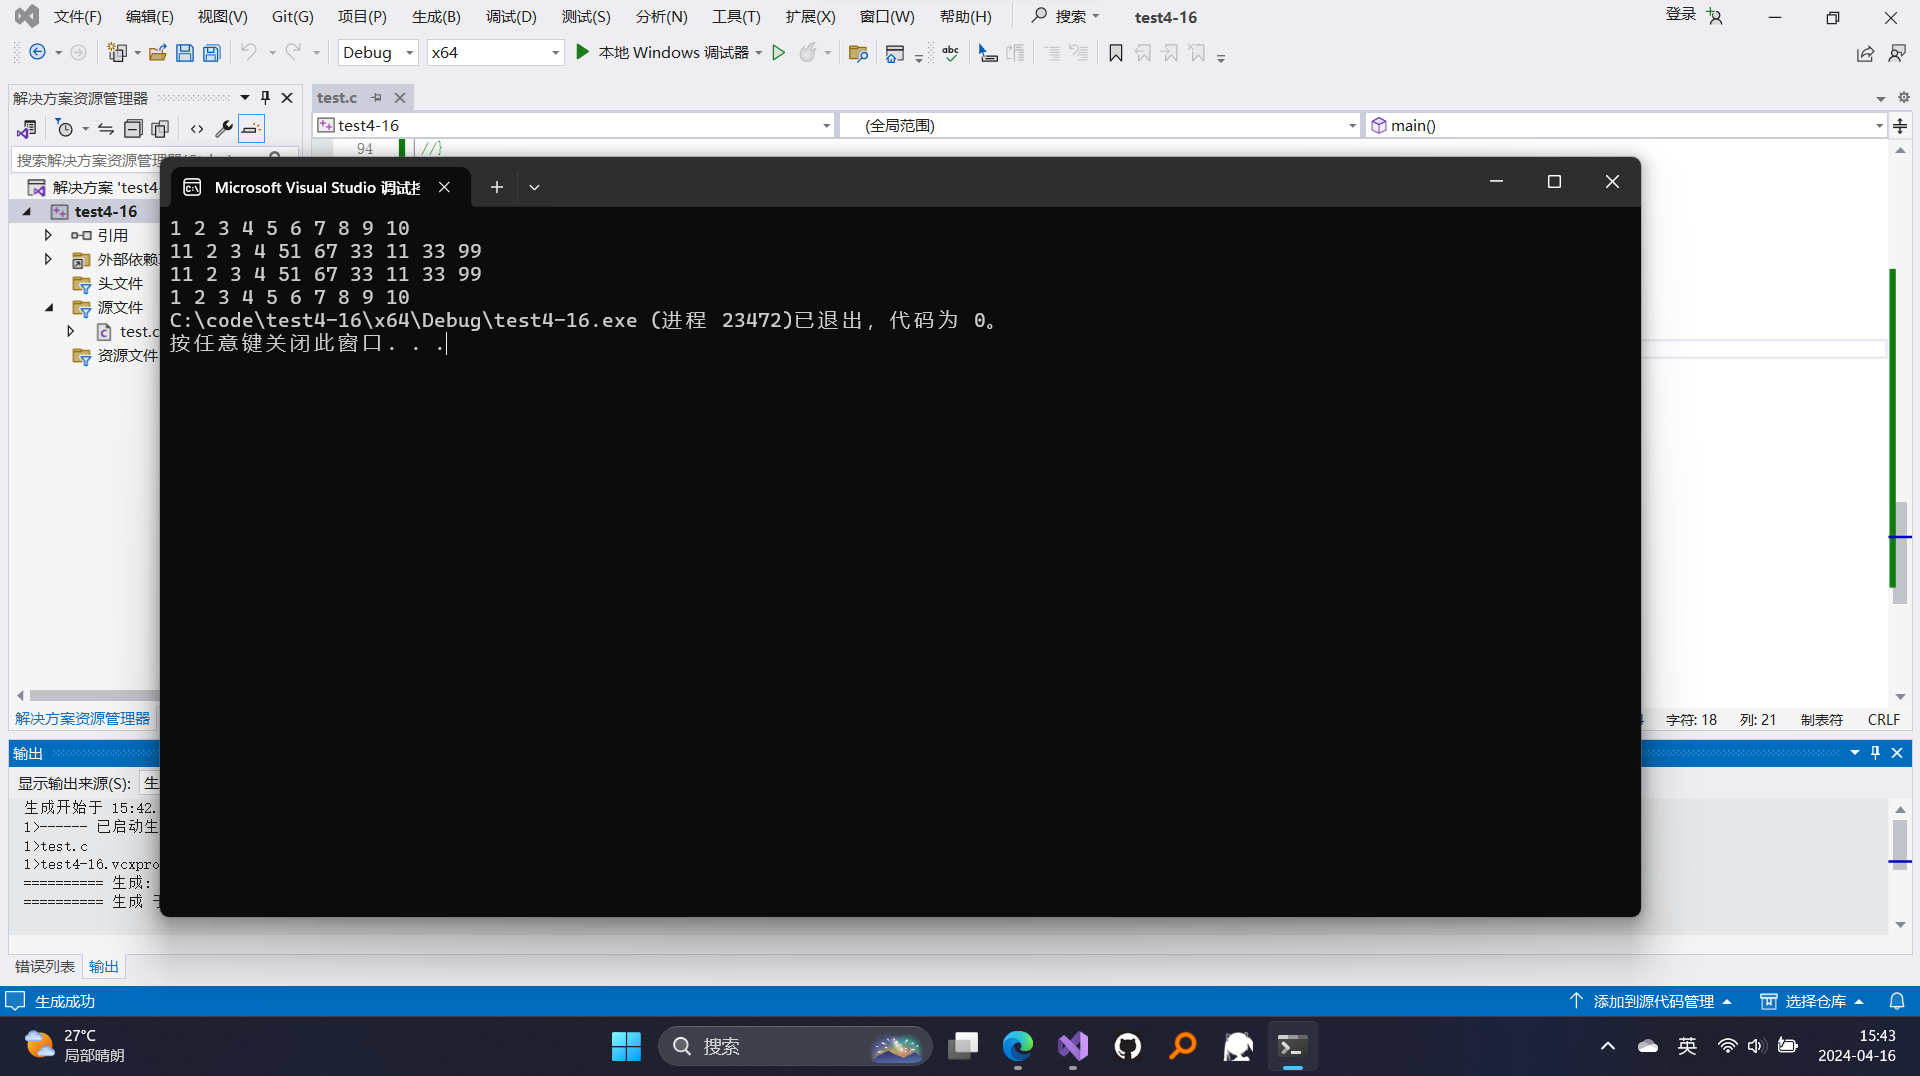 文件(F) 编辑(E) 视图(V) Git(G) 项目(P) 生成(B) 调试(D) 测试(S) 分析(N) 工具(T) 扩展(X) 窗口(W) 帮助(H) 搜索 test4-16 登录
Debug x64 本地 Windows 调试器 abc
解决方案资源管理器
test.c
test4-16 (全局范围) main()
搜索解决方案资源管理
94 //}
解决方案 'test4-
test4-16
引用
外部依赖
头文件
源文件
test.c
资源文件
Microsoft Visual Studio 调试
1 2 3 4 5 6 7 8 9 10
11 2 3 4 51 67 33 11 33 99
11 2 3 4 51 67 33 11 33 99
1 2 3 4 5 6 7 8 9 10
C:\code\test4-16\x64\Debug\test4-16.exe (进程 23472)已退出，代码为 0。
按任意键关闭此窗口. . .
解决方案资源管理器
字符: 18 列: 21 制表符 CRLF
输出
显示输出来源(S): 生
生成开始于 15:42.
1>------ 已启动生
1>test.c
1>test4-16.vcxpro
========== 生成:
========== 生成
错误列表 输出
生成成功 添加到源代码管理 选择仓库
27°C
局部晴朗
搜索
英
15:43
2024-04-16